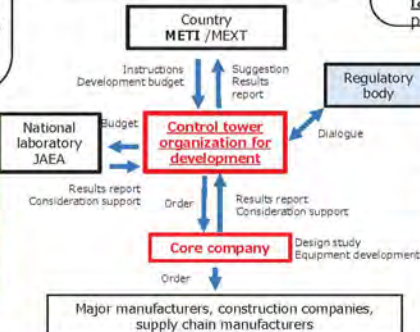 Country
METI /MEXT
Instructions
Development budget
Suggestion
Results
report
Regulatory
body
National
laboratory
JAEA
Budget
Control tower
organization for
development
Dialogue
Results report
Consideration support
Order
Results report
Consideration support
Core company
Design study
Equipment development
Order
Major manufacturers, construction companies,
supply chain manufacturers